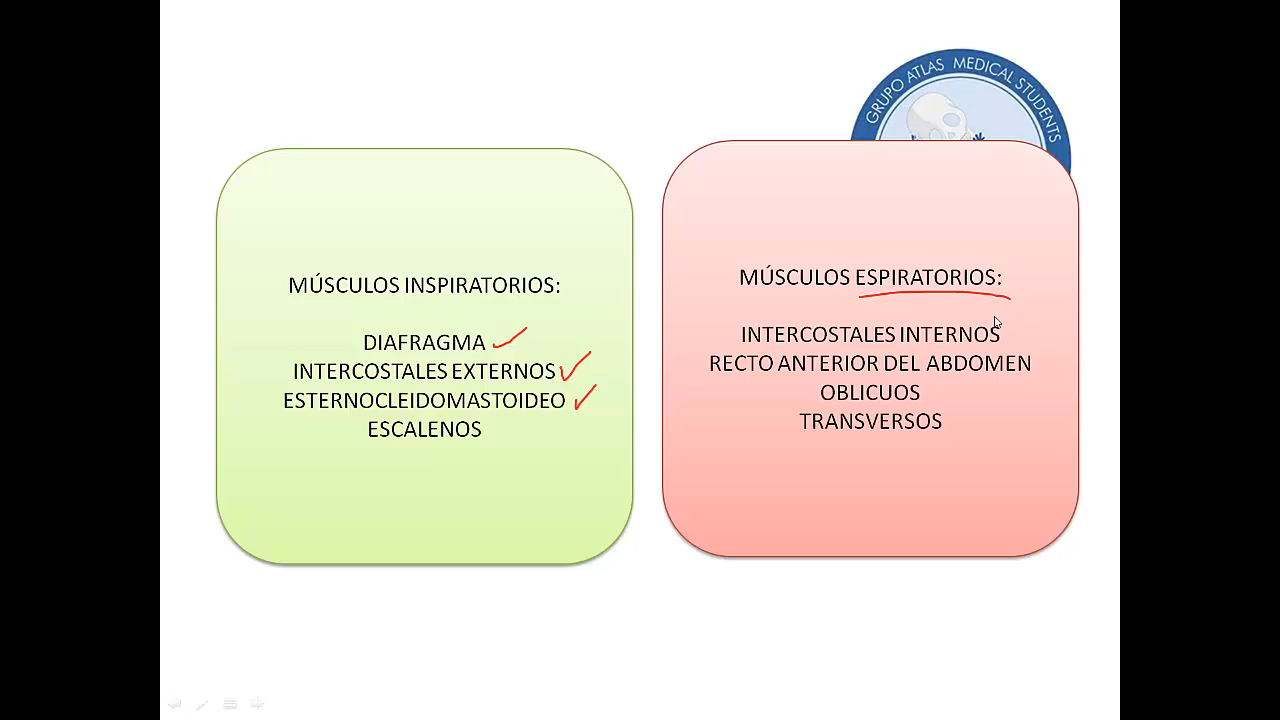 GRUPO ATLAS MEDICAL STUDENTS
MÚSCULOS INSPIRATORIOS:
DIAFRAGMA
INTERCOSTALES EXTERNOS
ESTERNOCLEIDOMASTOIDEO
ESCALENOS
MÚSCULOS ESPIRATORIOS:
INTERCOSTALES INTERNOS
RECTO ANTERIOR DEL ABDOMEN
OBLICUOS
TRANSVERSOS